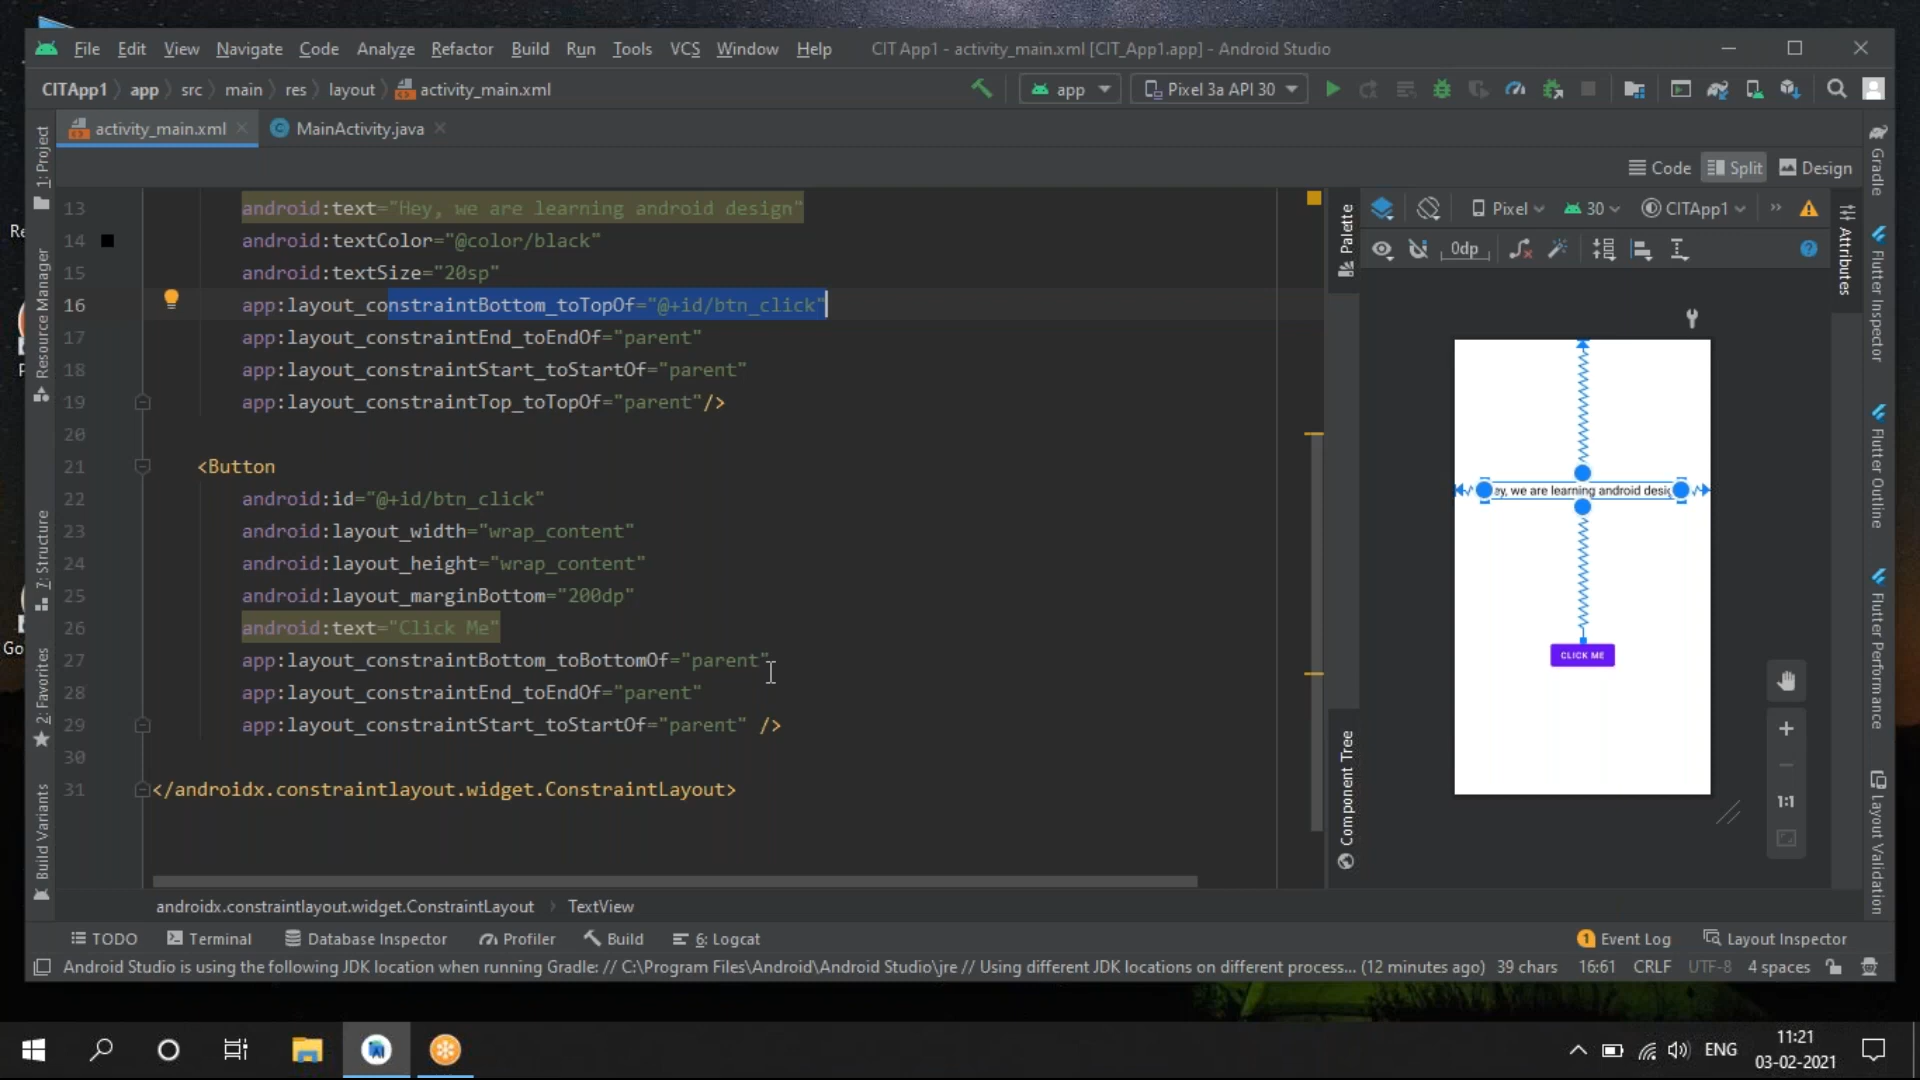 File Edit View Navigate Code Analyze Refactor Build Run Tools VCS Window Help CIT App1 - activity_main.xml [CIT_App1.app] - Android Studio
CITApp1 app src main res layout activity_main.xml app Pixel 3a API 30
activity_main.xml MainActivity.java
Code Split Design
Pixel 30 CITApp1
0dp
13 android:text="Hey, we are learning android design"
14 android:textColor="@color/black"
15 android:textSize="20sp"
16 app:layout_constraintBottom_toTopOf="@+id/btn_click"
17 app:layout_constraintEnd_toEndOf="parent"
18 app:layout_constraintStart_toStartOf="parent"
19 app:layout_constraintTop_toTopOf="parent"/>
20
21 <Button
22 android:id="@+id/btn_click"
23 android:layout_width="wrap_content"
24 android:layout_height="wrap_content"
25 android:layout_marginBottom="200dp"
26 android:text="Click Me"
27 app:layout_constraintBottom_toBottomOf="parent"
28 app:layout_constraintEnd_toEndOf="parent"
29 app:layout_constraintStart_toStartOf="parent" />
30
31 </androidx.constraintlayout.widget.ConstraintLayout>
1: Project
Resource Manager
7: Structure
2: Favorites
Build Variants
Palette
Component Tree
ey, we are learning android desig
CLICK ME
1:1
Attributes
Gradle
Flutter Inspector
Flutter Outline
Flutter Performance
Layout Validation
androidx.constraintlayout.widget.ConstraintLayout TextView
TODO Terminal Database Inspector Profiler Build 6: Logcat 1 Event Log Layout Inspector
Android Studio is using the following JDK location when running Gradle: // C:\Program Files\Android\Android Studio\jre // Using different JDK locations on different process... (12 minutes ago) 39 chars 16:61 CRLF UTF-8 4 spaces
Re
P
Go
ENG
11:21
03-02-2021